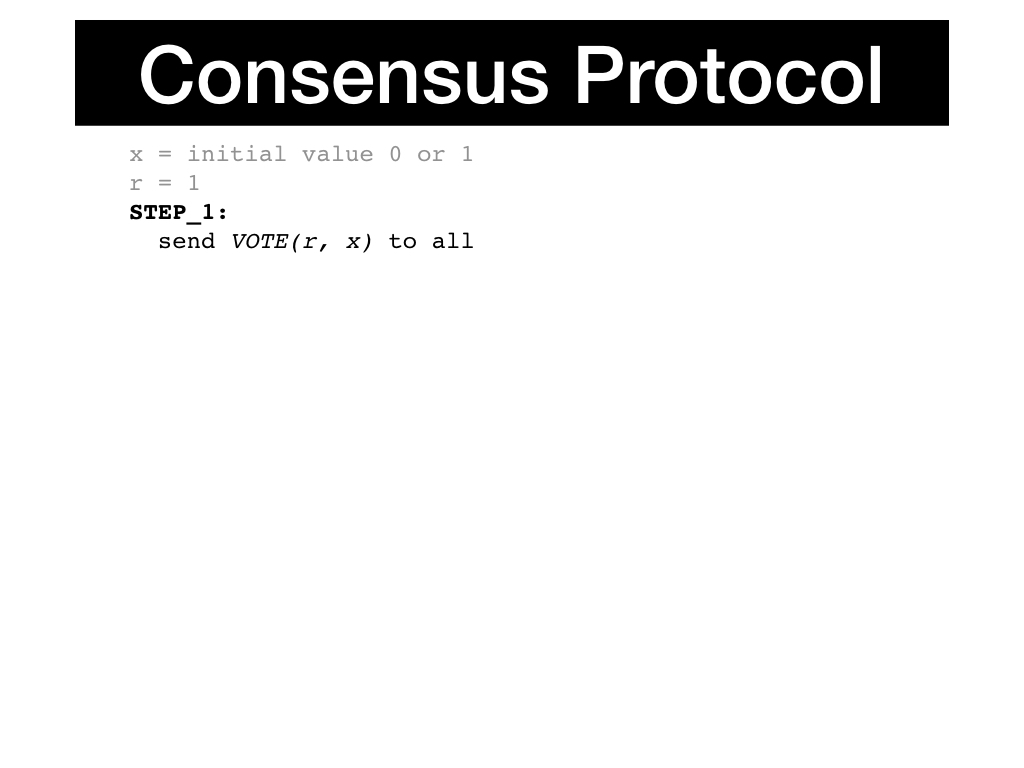 Consensus Protocol
x = initial value 0 or 1
r = 1
STEP_1:
send VOTE(r, x) to all